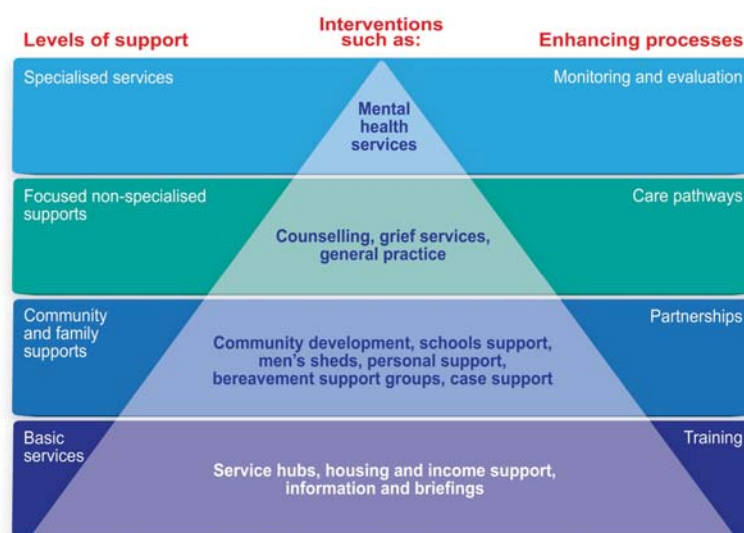 Levels of support
Interventions
such as:
Enhancing processes
Specialised services
Mental
health
services
Monitoring and evaluation
Focused non-specialised
supports
Counselling, grief services,
general practice
Care pathways
Community
and family
supports
Community development, schools support,
men's sheds, personal support,
bereavement support groups, case support
Partnerships
Basic
services
Service hubs, housing and income support,
information and briefings
Training